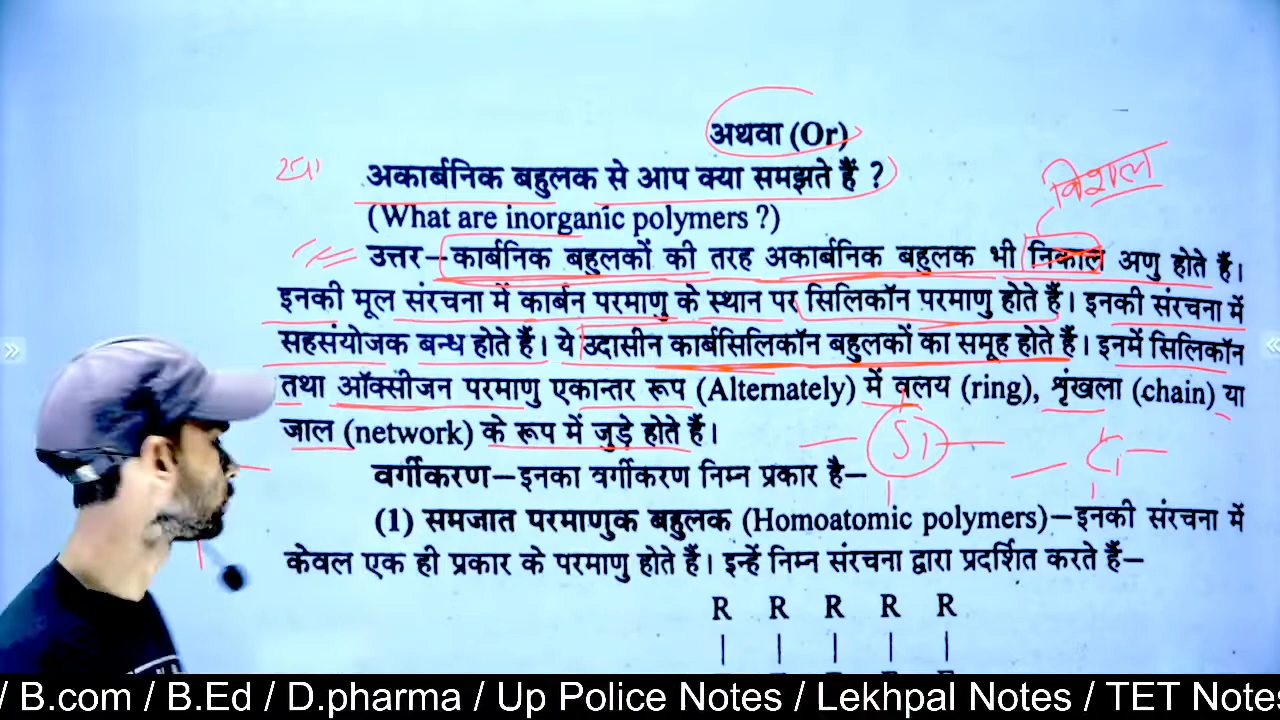 अथवा (Or)
अकार्बनिक बहुलक से आप क्या समझते हैं ?
विशाल
(What are inorganic polymers ?)
उत्तर–कार्बनिक बहुलकों की तरह अकार्बनिक बहुलक भी निकाल अणु होते हैं।
इनकी मूल संरचना में कार्बन परमाणु के स्थान पर सिलिकॉन परमाणु होते हैं। इनकी संरचना में
सहसंयोजक बन्ध होते हैं। ये उदासीन कार्बसिलिकॉन बहुलकों का समूह होते हैं। इनमें सिलिकॉन
तथा ऑक्सीजन परमाणु एकान्तर रूप (Alternately) में वलय (ring), शृंखला (chain) या
जाल (network) के रूप में जुड़े होते हैं।
Si
वर्गीकरण–इनका वर्गीकरण निम्न प्रकार है–
(1) समजात परमाणुक बहुलक (Homoatomic polymers)–इनकी संरचना में
केवल एक ही प्रकार के परमाणु होते हैं। इन्हें निम्न संरचना द्वारा प्रदर्शित करते हैं–
R R R R R
/ B.com / B.Ed / D.pharma / Up Police Notes / Lekhpal Notes / TET Notes